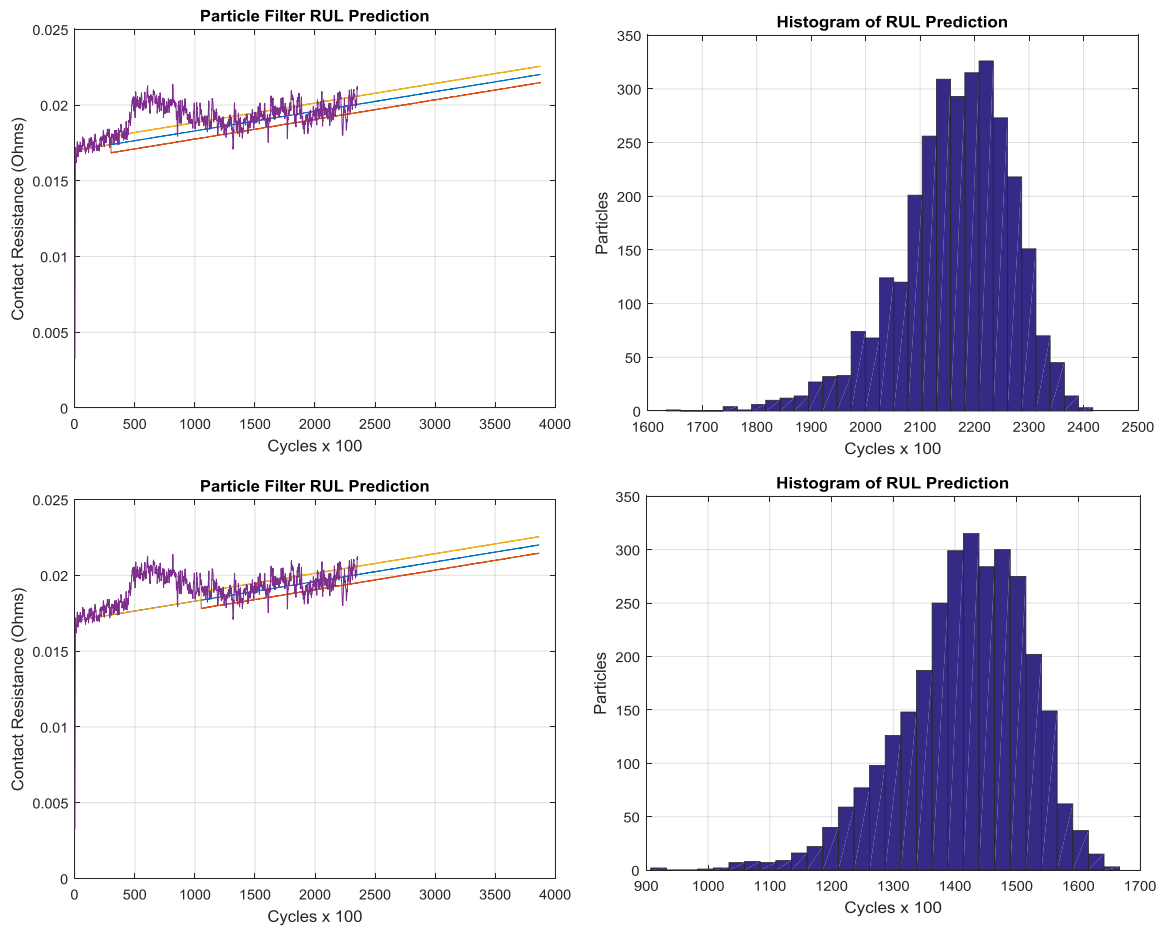 Particle Filter RUL Prediction
Contact Resistance (Ohms)
0.025
0.02
0.015
0.01
0.005
0
0 500 1000 1500 2000 2500 3000 3500 4000
Cycles x 100
Histogram of RUL Prediction
Particles
350
300
250
200
150
100
50
0
1600 1700 1800 1900 2000 2100 2200 2300 2400 2500
Cycles x 100
Particle Filter RUL Prediction
Contact Resistance (Ohms)
0.025
0.02
0.015
0.01
0.005
0
0 500 1000 1500 2000 2500 3000 3500 4000
Cycles x 100
Histogram of RUL Prediction
Particles
350
300
250
200
150
100
50
0
900 1000 1100 1200 1300 1400 1500 1600 1700
Cycles x 100